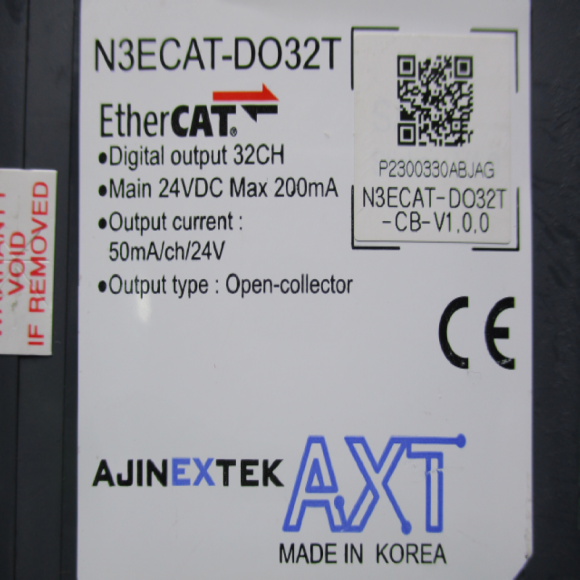 N3ECAT-DO32T
EtherCAT®
•Digital output 32CH
•Main 24VDC Max 200mA
•Output current :
50mA/ch/24V
•Output type : Open-collector
P2300330ABJAG
N3ECAT-DO32T
-CB-V1.0.0
WARRANTY
VOID
IF REMOVED
CE
AJINEXTEK
AXT
MADE IN KOREA